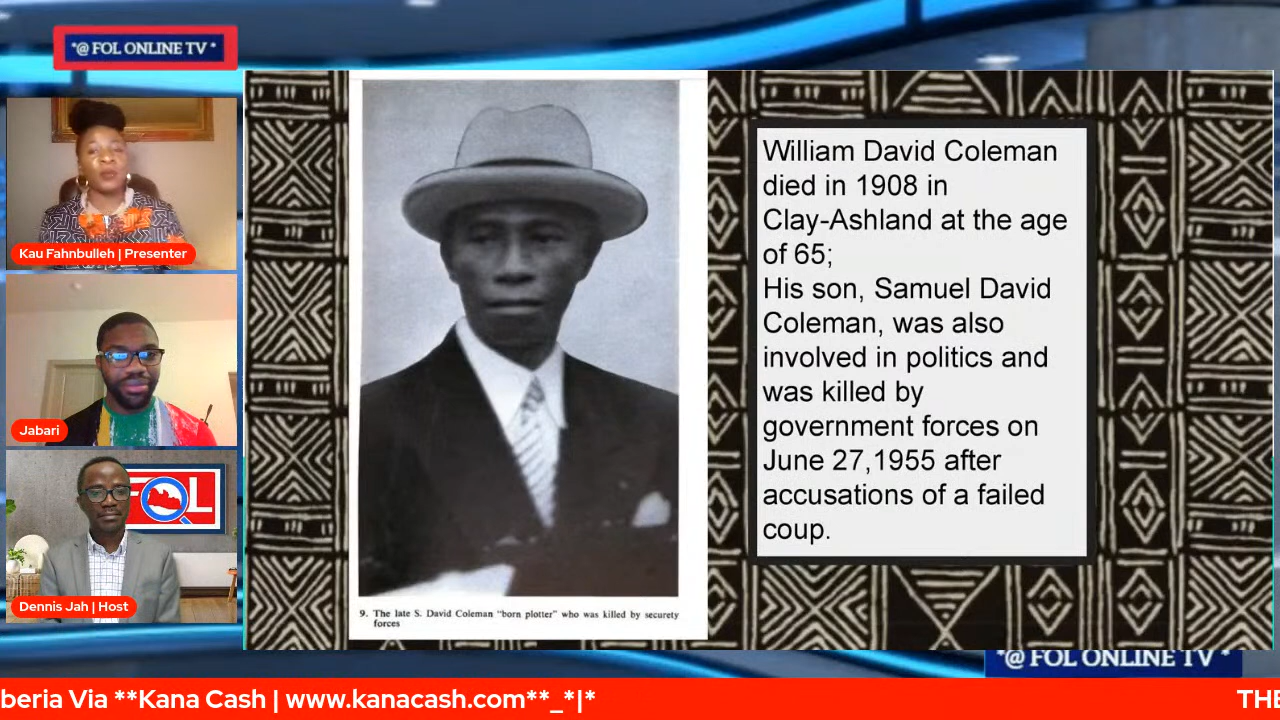 *@ FOL ONLINE TV *
Kau Fahnbulleh | Presenter
Jabari
FOL
Dennis Jah | Host
9. The late S. David Coleman "born plotter" who was killed by securety
forces
William David Coleman
died in 1908 in
Clay-Ashland at the age
of 65;
His son, Samuel David
Coleman, was also
involved in politics and
was killed by
government forces on
June 27,1955 after
accusations of a failed
coup.
*@ FOL ONLINE TV *
beria Via **Kana Cash | www.kanacash.com**_*|*
THE